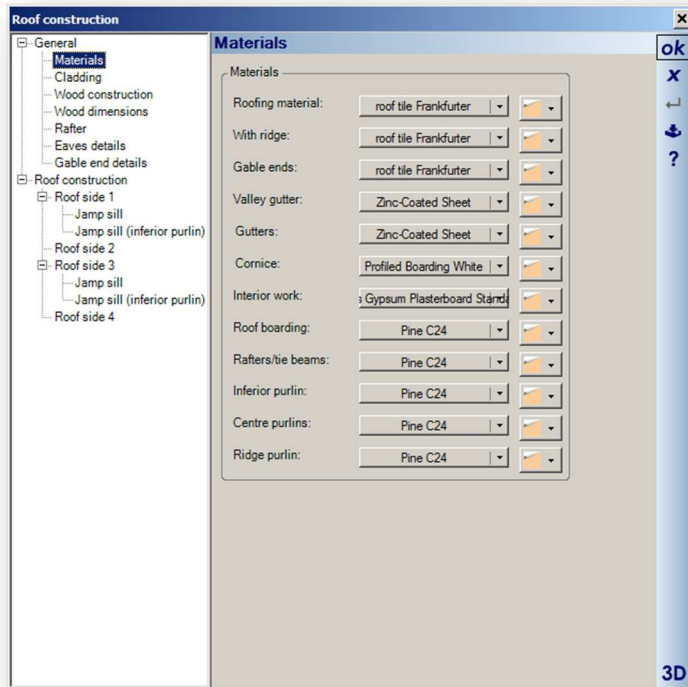 Roof construction
General
Materials
Cladding
Wood construction
Wood dimensions
Rafter
Eaves details
Gable end details
Roof construction
Roof side 1
Jamp sill
Jamp sill (inferior purlin)
Roof side 2
Roof side 3
Jamp sill
Jamp sill (inferior purlin)
Roof side 4
Materials
Materials
Roofing material: roof tile Frankfurter
With ridge: roof tile Frankfurter
Gable ends: roof tile Frankfurter
Valley gutter: Zinc-Coated Sheet
Gutters: Zinc-Coated Sheet
Cornice: Profiled Boarding White
Interior work: Gypsum Plasterboard
Roof boarding: Pine C24
Rafters/tie beams: Pine C24
Inferior purlin: Pine C24
Centre purlins: Pine C24
Ridge purlin: Pine C24
ok
x
?
3D